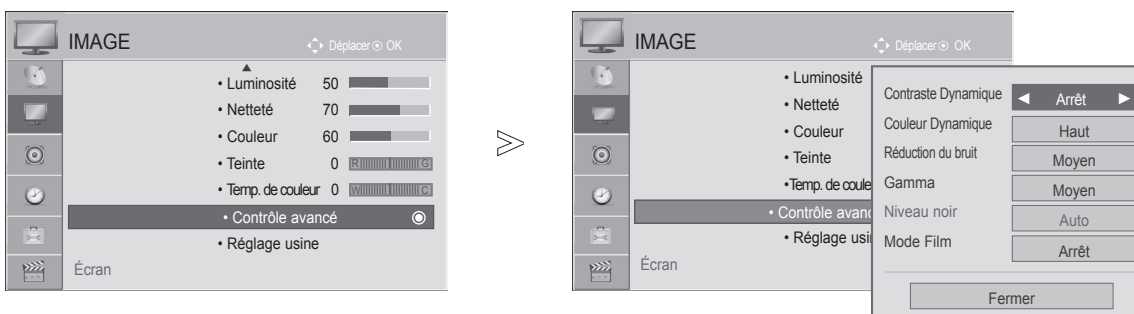 IMAGE
Déplacer OK
• Luminosité 50
• Netteté 70
• Couleur 60
• Teinte 0 R G
• Temp. de couleur 0 W C
• Contrôle avancé
• Réglage usine
Écran
IMAGE
Déplacer OK
• Luminosité
• Netteté
• Couleur
• Teinte
•Temp. de coule
• Contrôle avanc
• Réglage usi
Écran
Contraste Dynamique ◄ Arrêt ►
Couleur Dynamique Haut
Réduction du bruit Moyen
Gamma Moyen
Niveau noir Auto
Mode Film Arrêt
Fermer